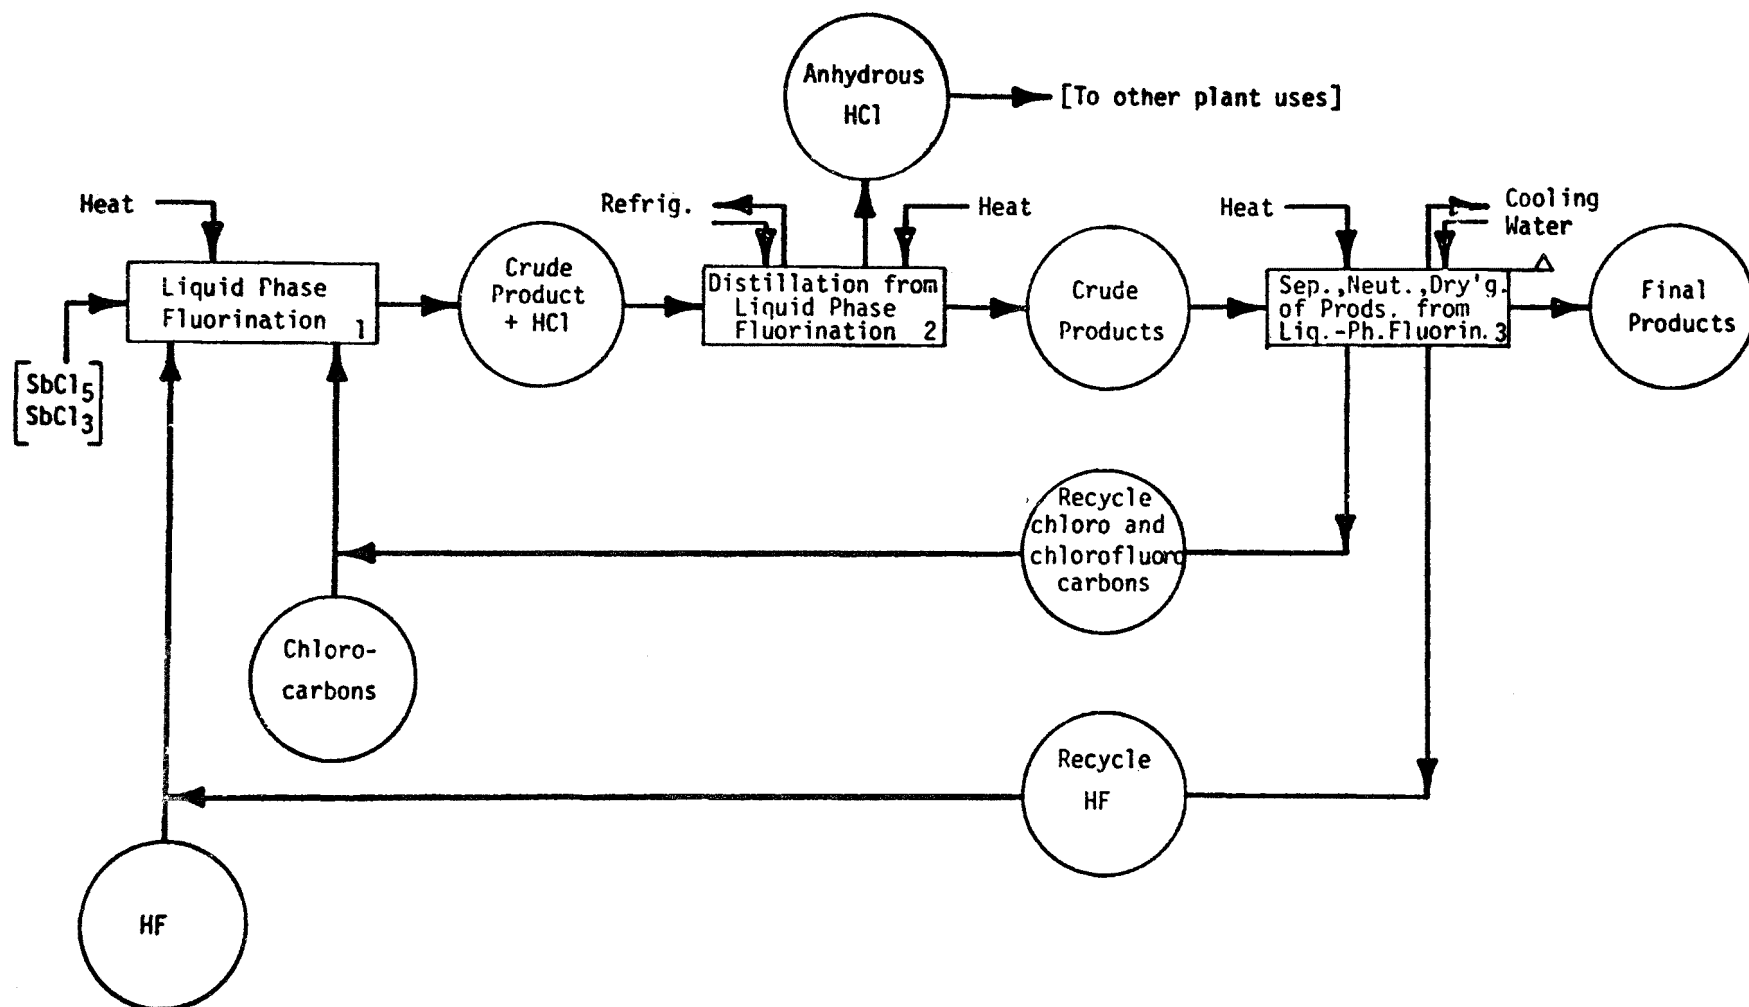 Anhydrous
HCl
[To other plant uses]
Heat
Refrig.
Heat
Heat
Cooling
Water
Liquid Phase
Fluorination 1
Crude
Product
+ HCl
Distillation from
Liquid Phase
Fluorination 2
Crude
Products
Sep.,Neut.,Dry'g.
of Prods. from
Liq.-Ph.Fluorin. 3
Final
Products
SbCl5
SbCl3
Recycle
chloro and
chlorofluoro
carbons
Chloro-
carbons
Recycle
HF
HF